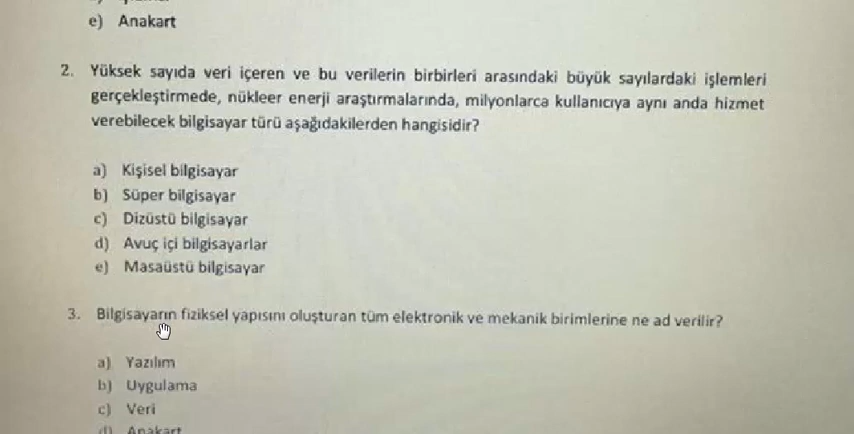 e) Anakart
2. Yüksek sayıda veri içeren ve bu verilerin birbirleri arasındaki büyük sayılardaki işlemleri
gerçekleştirmede, nükleer enerji araştırmalarında, milyonlarca kullanıcıya aynı anda hizmet
verebilecek bilgisayar türü aşağıdakilerden hangisidir?
a) Kişisel bilgisayar
b) Süper bilgisayar
c) Dizüstü bilgisayar
d) Avuç içi bilgisayarlar
e) Masaüstü bilgisayar
3. Bilgisayarın fiziksel yapısını oluşturan tüm elektronik ve mekanik birimlerine ne ad verilir?
a) Yazılım
b) Uygulama
c) Veri
d) Anakart